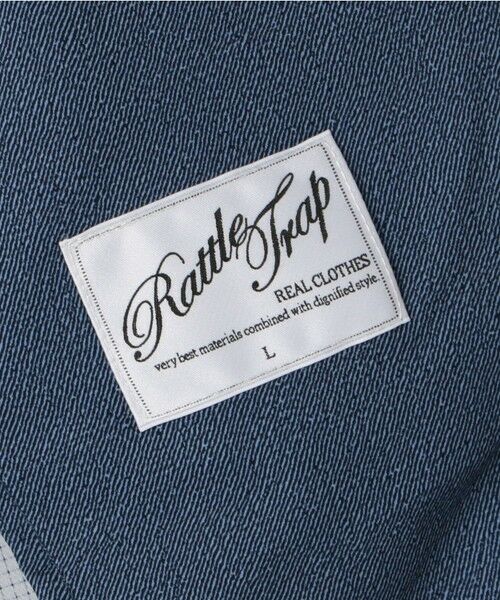 Rattle Trap
REAL CLOTHES
very best materials combined with dignified style.
L